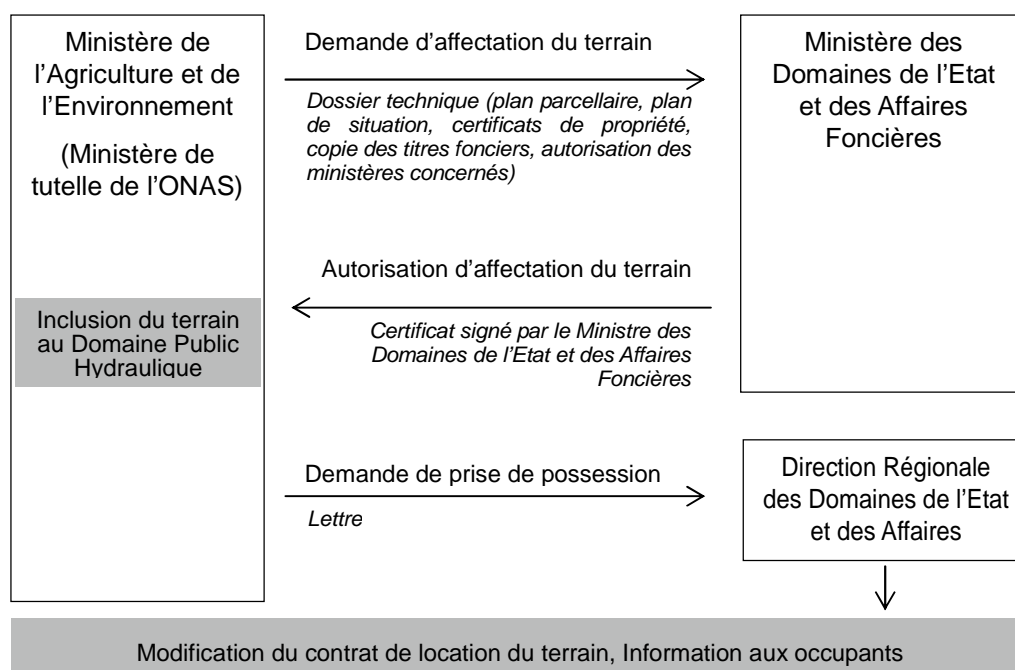 Ministère de
l’Agriculture et de
l’Environnement
(Ministère de
tutelle de l’ONAS)
Demande d’affectation du terrain
Dossier technique (plan parcellaire, plan
de situation, certificats de propriété,
copie des titres fonciers, autorisation des
ministères concernés)
Ministère des
Domaines de l’Etat
et des Affaires
Foncières
Autorisation d’affectation du terrain
Certificat signé par le Ministre des
Domaines de l’Etat et des Affaires
Foncières
Inclusion du terrain
au Domaine Public
Hydraulique
Demande de prise de possession
Lettre
Direction Régionale
des Domaines de l’Etat
et des Affaires
Modification du contrat de location du terrain, Information aux occupants